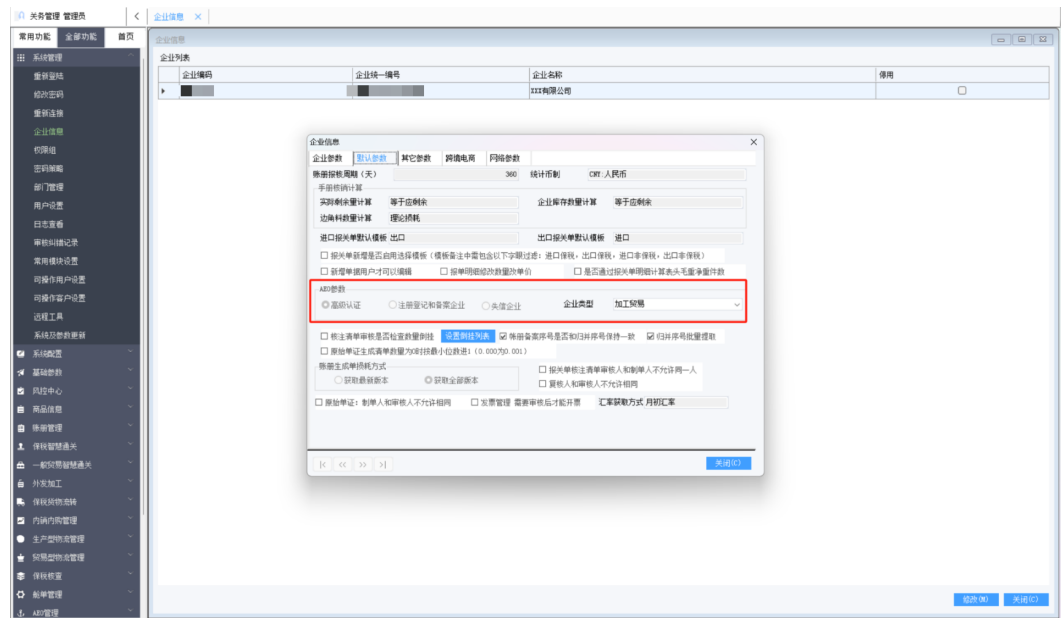 关务管理 管理员
企业信息
常用功能 全部功能 首页
系统管理
重新登陆
修改密码
重新连接
企业信息
权限组
密码策略
部门管理
用户设置
日志查看
审核纠错记录
常用模块设置
可操作用户设置
可操作客户设置
远程工具
系统及参数更新
系统配置
基础参数
风控中心
商品信息
账册管理
保税智慧通关
一般贸易智慧通关
外发加工
保税货物流转
内销内购管理
生产型物流管理
贸易型物流管理
保税核查
舱单管理
AEO管理
企业信息
企业列表
企业编码 企业统一编号 企业名称 停用
XXX有限公司
企业信息
企业参数 默认参数 其它参数 跨境电商 网络参数
账册报核周期(天) 360 统计币制 CNY:人民币
手册核销计算
实际剩余量计算 等于应剩余 企业库存数量计算 等于应剩余
边角料数量计算 理论损耗
进口报关单默认模板 出口 出口报关单默认模板 进口
报关单新增是否启用选择模板(模板备注中需包含以下字眼过滤:进口保税,出口保税,进口非保税,出口非保税)
新增单据用户才可以编辑 报单明细修改数量改单价 是否通过报关单明细计算表头毛重净重件数
AEO参数
高级认证 注册登记和备案企业 失信企业 企业类型 加工贸易
核注清单审核是否检查数量倒挂 设置倒挂列表 账册备案序号是否和归并序号保持一致 归并序号批量提取
原始单证生成清单数量为0时按最小位数进1(0.000为0.001)
账册生成单损耗方式
获取最新版本 获取全部版本
报关单核注清单审核人和制单人不允许同一人
复核人和审核人不允许相同
原始单证:制单人和审核人不允许相同 发票管理 需要审核后才能开票 汇率获取方式 月初汇率
关闭(C)
修改(M) 关闭(C)